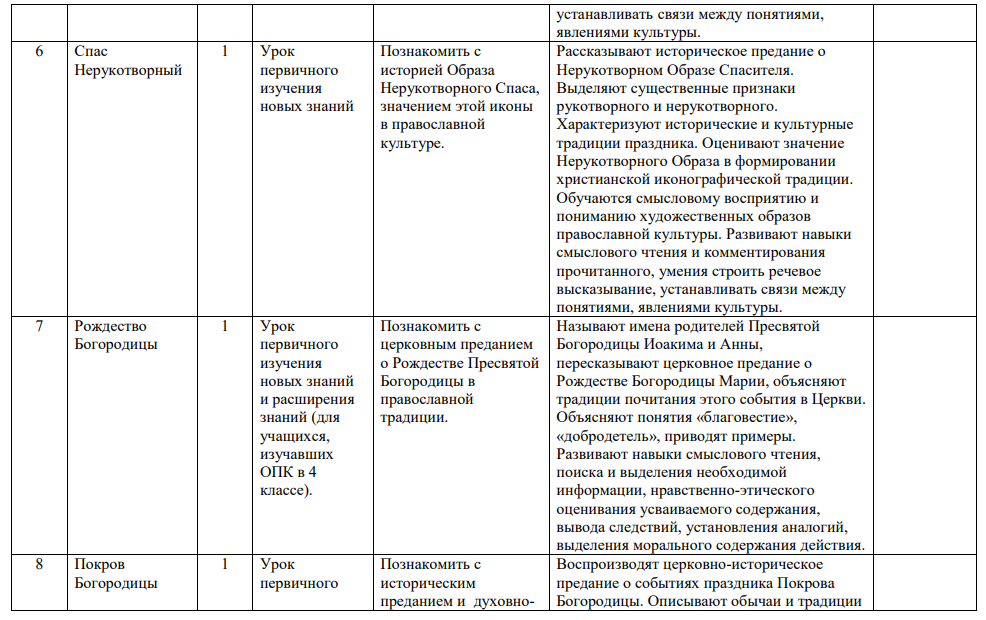 устанавливать связи между понятиями,
явлениями культуры.
6
Спас
Нерукотворный
1
Урок
первичного
изучения
новых знаний
Познакомить с
историей Образа
Нерукотворного Спаса,
значением этой иконы
в православной
культуре.
Рассказывают историческое предание о
Нерукотворном Образе Спасителя.
Выделяют существенные признаки
рукотворного и нерукотворного.
Характеризуют исторические и культурные
традиции праздника. Оценивают значение
Нерукотворного Образа в формировании
христианской иконографической традиции.
Обучаются смысловому восприятию и
пониманию художественных образов
православной культуры. Развивают навыки
смыслового чтения и комментирования
прочитанного, умения строить речевое
высказывание, устанавливать связи между
понятиями, явлениями культуры.
7
Рождество
Богородицы
1
Урок
первичного
изучения
новых знаний
и расширения
знаний (для
учащихся,
изучавших
ОПК в 4
классе).
Познакомить с
церковным преданием
о Рождестве Пресвятой
Богородицы в
православной
традиции.
Называют имена родителей Пресвятой
Богородицы Иоакима и Анны,
пересказывают церковное предание о
Рождестве Богородицы Марии, объясняют
традиции почитания этого события в Церкви.
Объясняют понятия «благовестие»,
«добродетель», приводят примеры.
Развивают навыки смыслового чтения,
поиска и выделения необходимой
информации, нравственно-этического
оценивания усваиваемого содержания,
вывода следствий, установления аналогий,
выделения морального содержания действия.
8
Покров
Богородицы
1
Урок
первичного
Познакомить с
историческим
преданием и духовно-
Воспроизводят церковно-историческое
предание о событиях праздника Покрова
Богородицы. Описывают обычаи и традиции